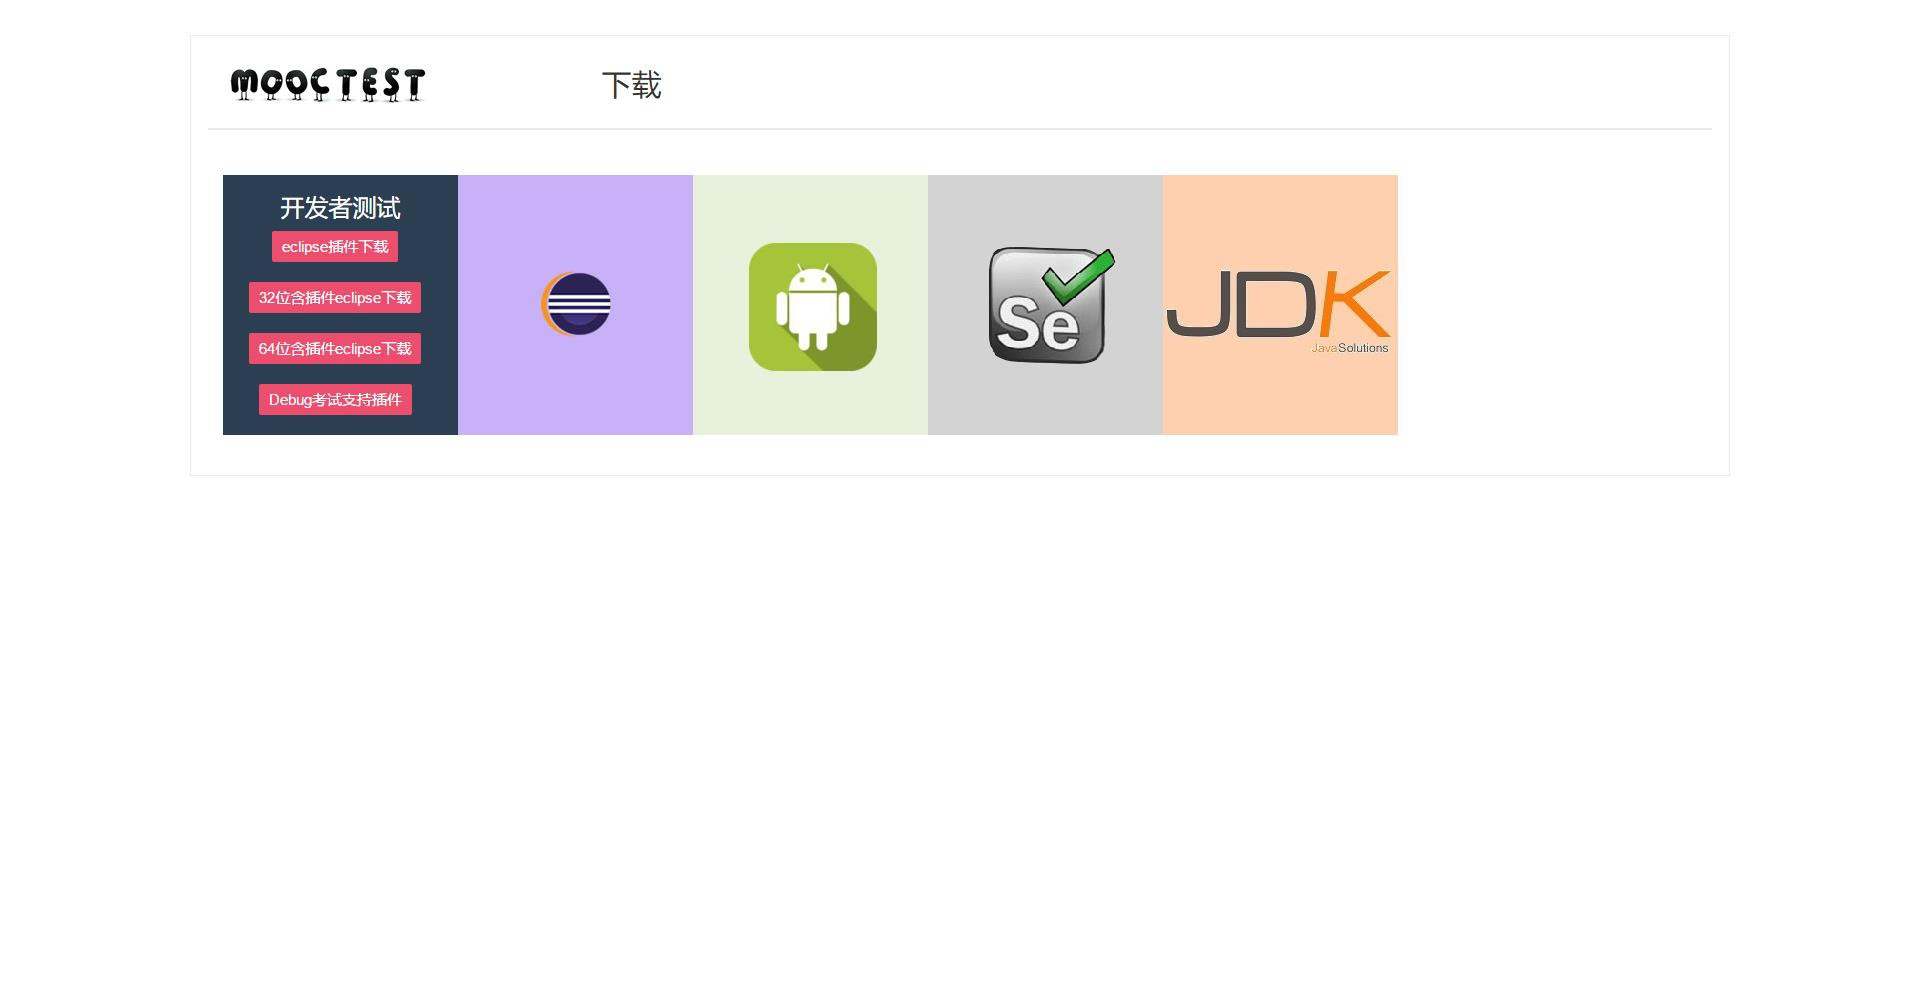 MOOCTEST
下载
开发者测试
eclipse插件下载
32位含插件eclipse下载
64位含插件eclipse下载
Debug考试支持插件
Se
JDK
JavaSolutions